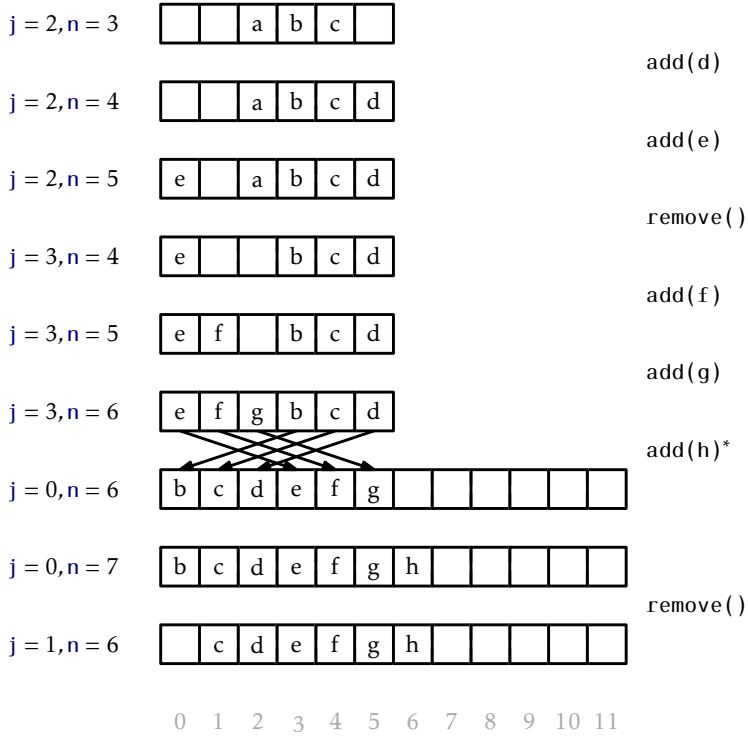 j = 2, n = 3 a b c
add(d)
j = 2, n = 4 a b c d
add(e)
j = 2, n = 5 e a b c d
remove()
j = 3, n = 4 e b c d
add(f)
j = 3, n = 5 e f b c d
add(g)
j = 3, n = 6 e f g b c d
add(h)*
j = 0, n = 6 b c d e f g
j = 0, n = 7 b c d e f g h
remove()
j = 1, n = 6 c d e f g h
0 1 2 3 4 5 6 7 8 9 10 11